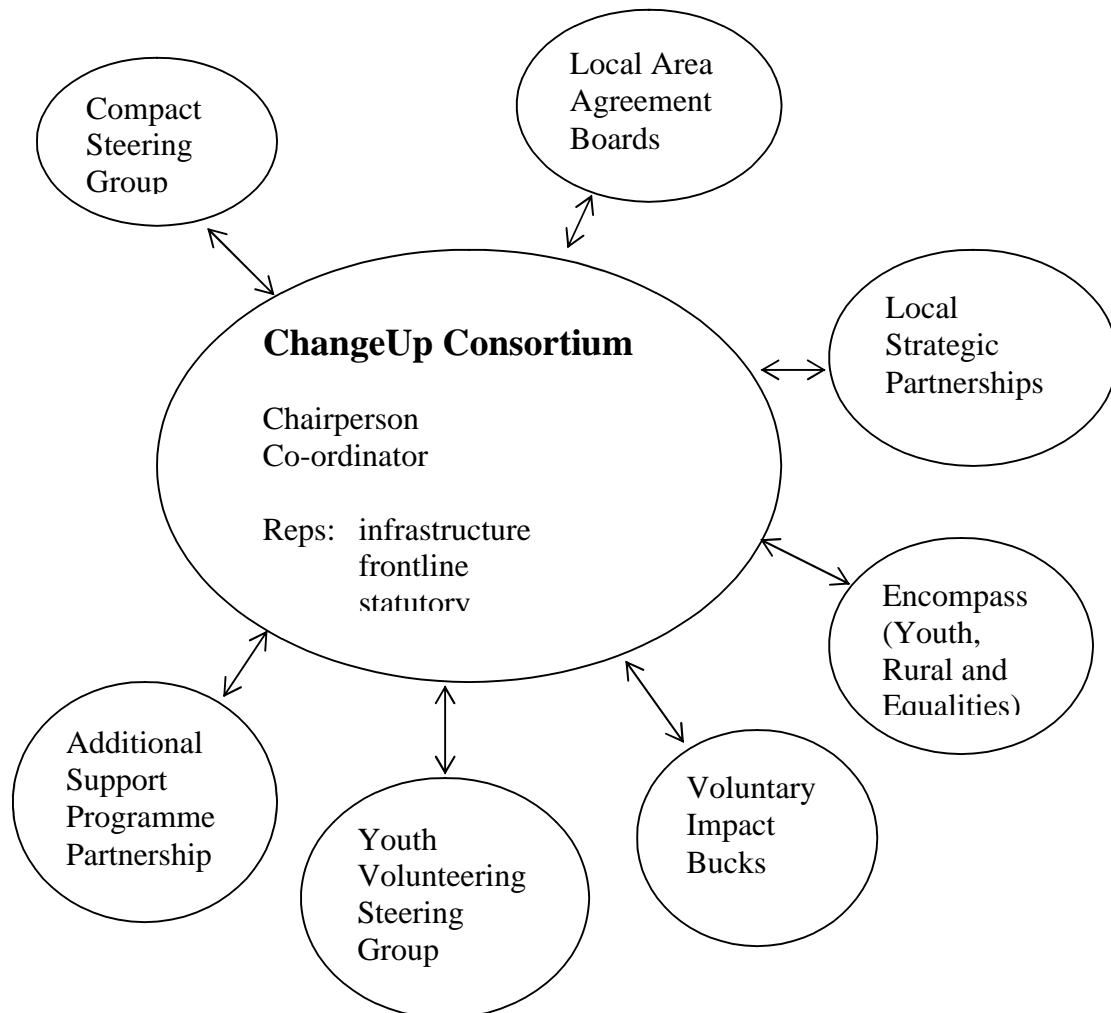 Compact
Steering
Group
Local Area
Agreement
Boards
ChangeUp Consortium
Chairperson
Co-ordinator
Reps: infrastructure
frontline
statutory
Local
Strategic
Partnerships
Encompass
(Youth,
Rural and
Equalities)
Additional
Support
Programme
Partnership
Youth
Volunteering
Steering
Group
Voluntary
Impact
Bucks